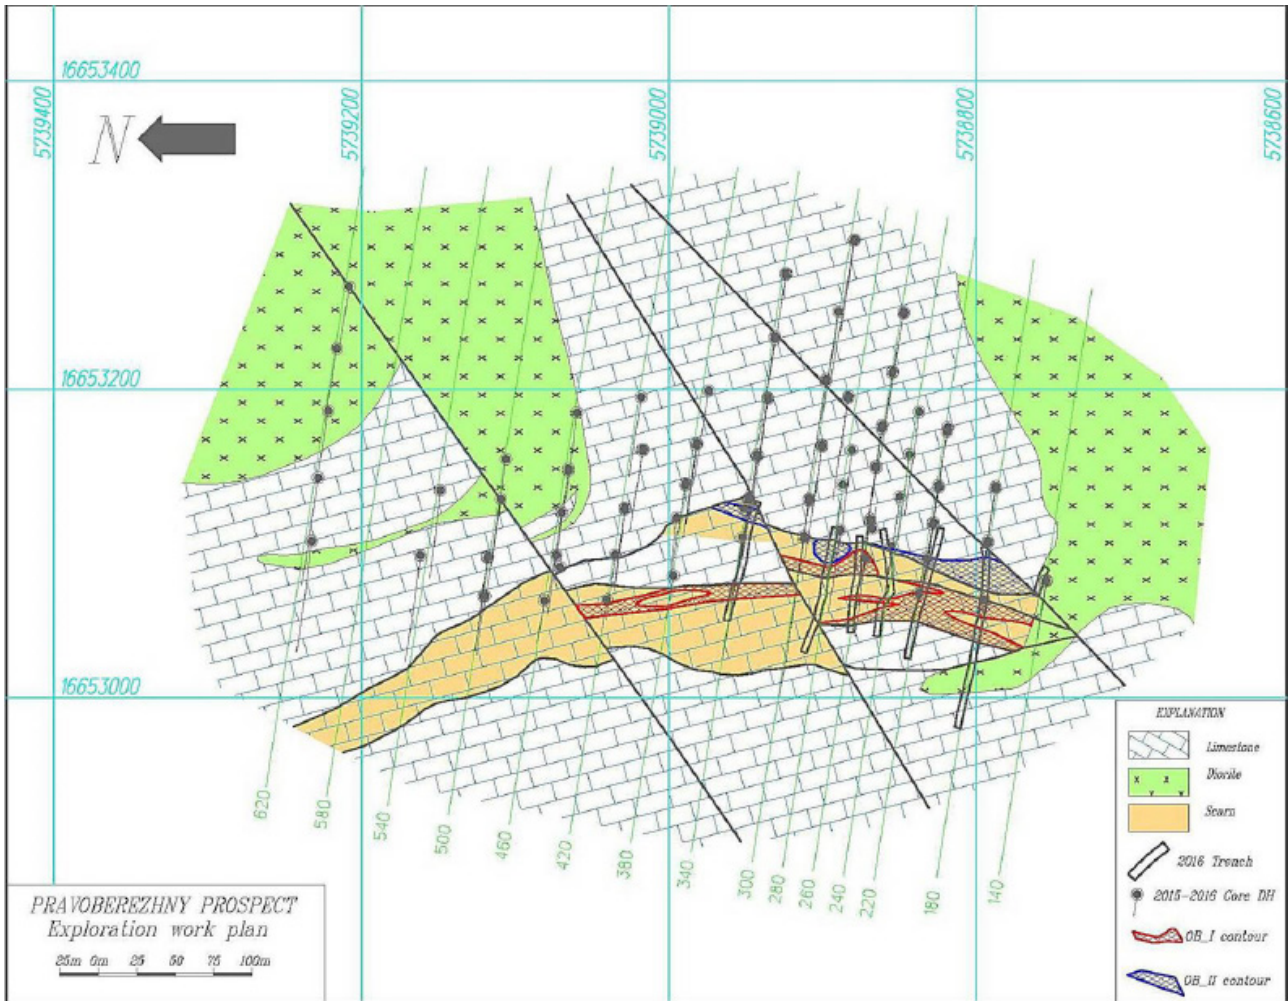 16653400
5739400
5739200
5739000
5738800
5738600
N
16653200
16653000
620
580
540
500
460
420
380
340
300
280
260
240
220
180
140
EXPLANATION
Limestone
Diorite
Scarn
2016 Trench
2015-2016 Core DH
OB_I contour
OB_II contour
PRAVOBEREZHNY PROSPECT
Exploration work plan
25m 0m 25 50 75 100m